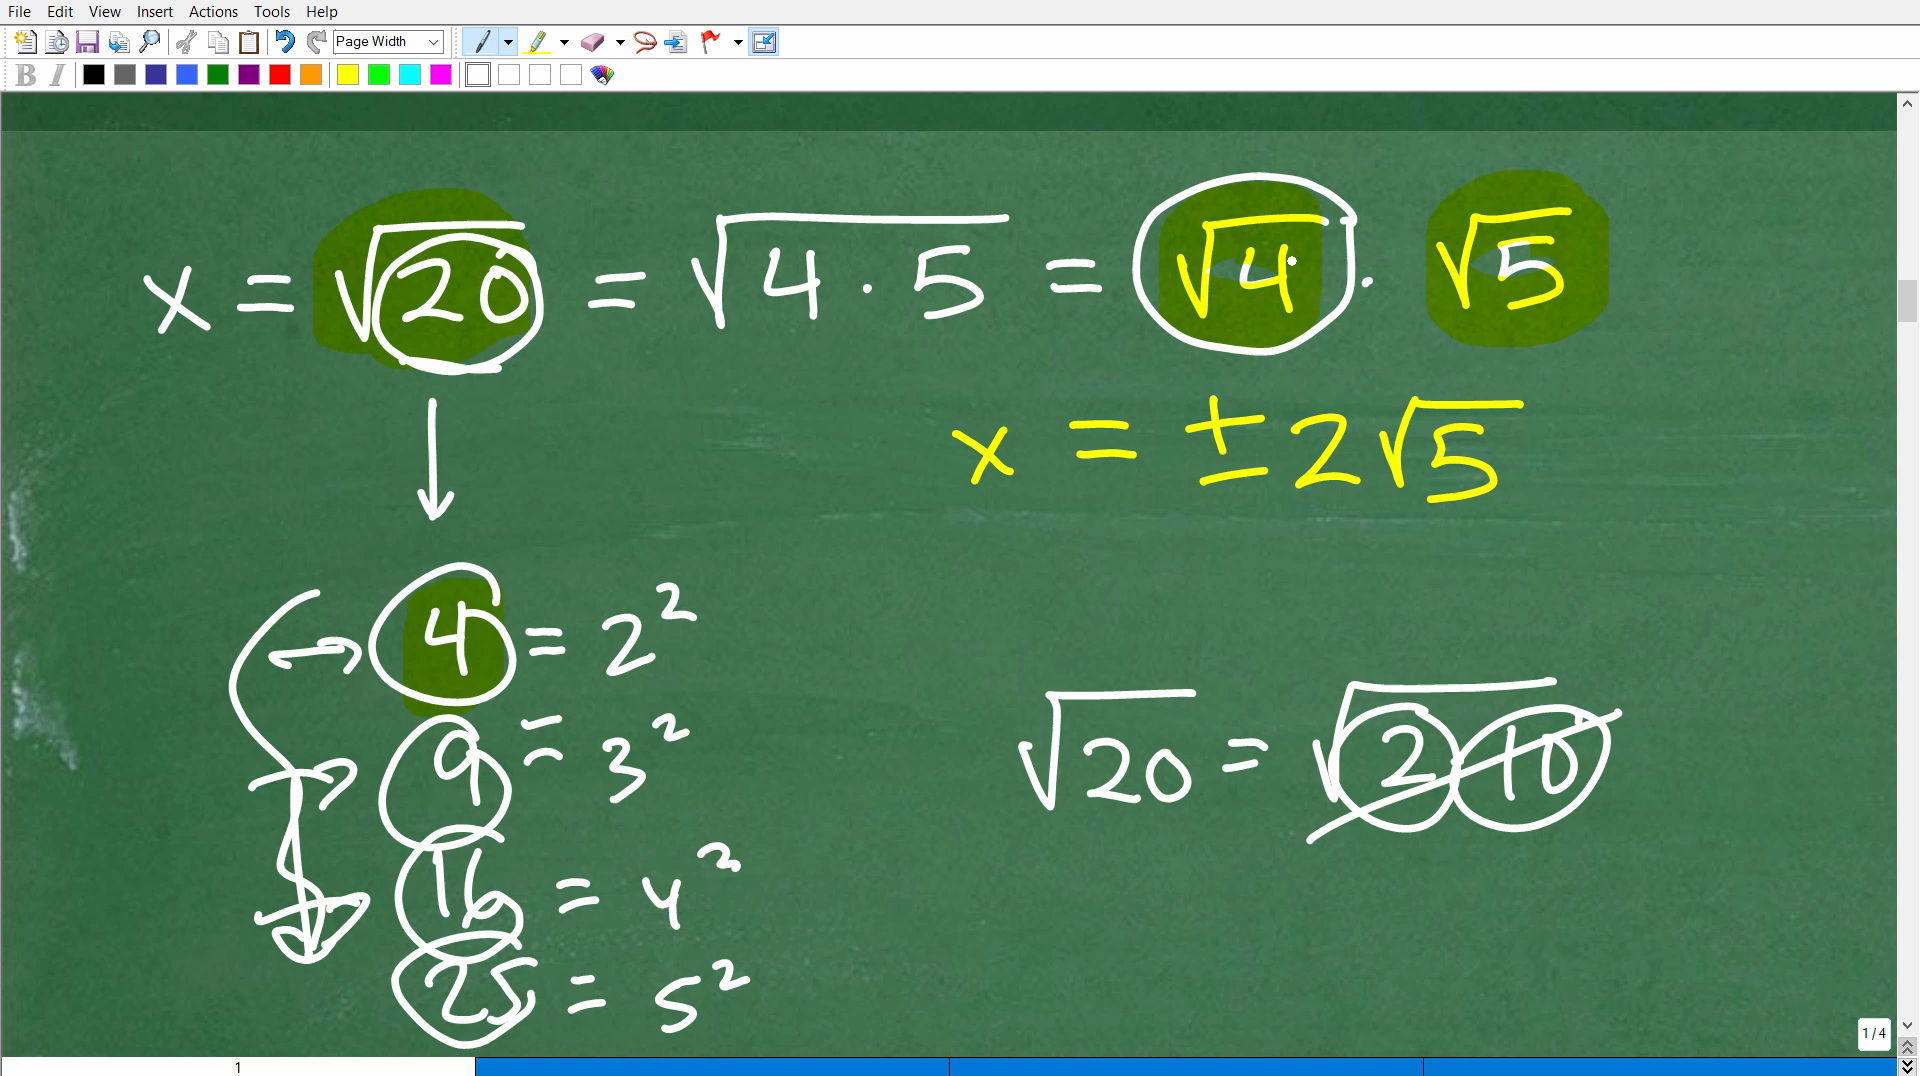 File Edit View Insert Actions Tools Help
Page Width
B I
x = √20 = √4 · 5 = √4 · √5
x = ± 2√5
4 = 2²
9 = 3²
√20 = √2 10
16 = 4²
25 = 5²
1 / 4
1